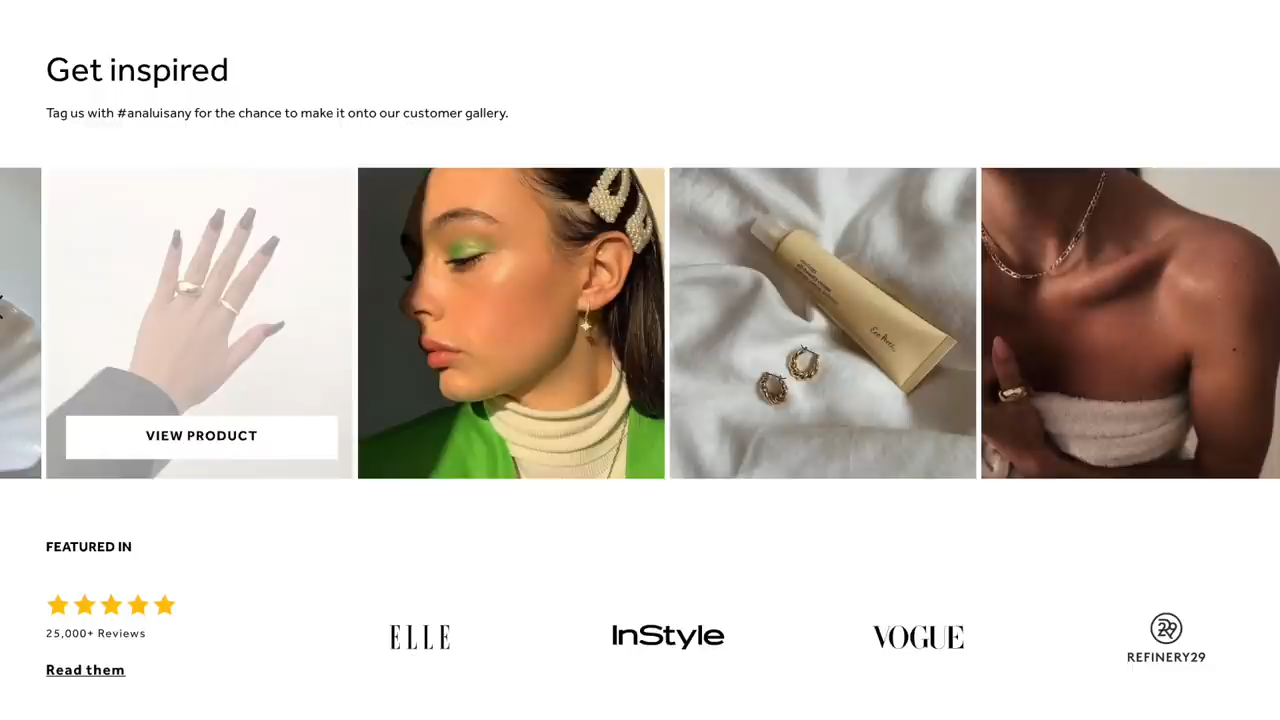 Get inspired
Tag us with #analuisany for the chance to make it onto our customer gallery.
VIEW PRODUCT
FEATURED IN
25,000+ Reviews
Read them
ELLE
InStyle
VOGUE
29
REFINERY29